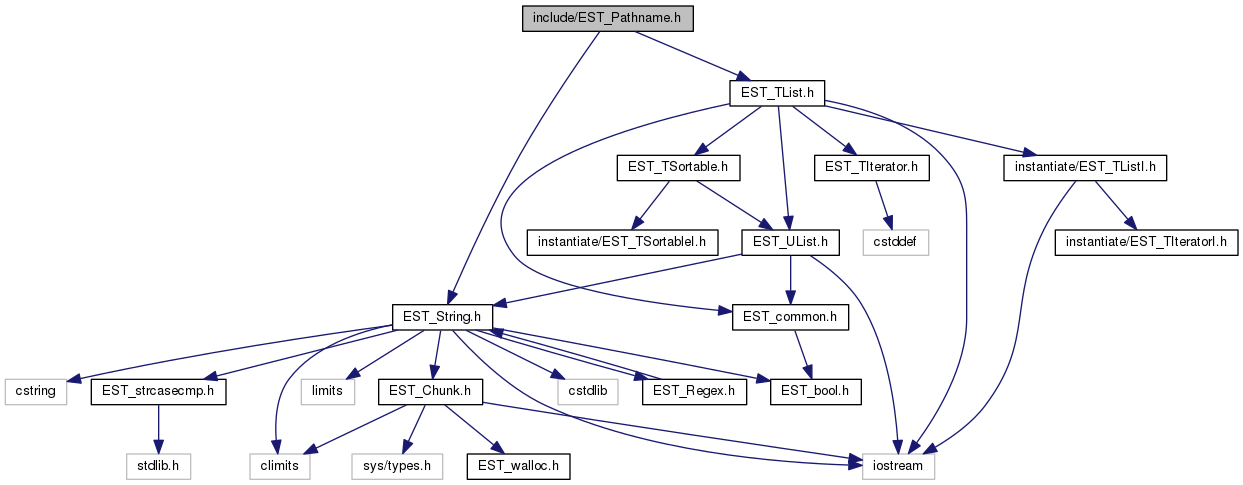 include/EST_Pathname.h
EST_TList.h
EST_TSortable.h
EST_TIterator.h
instantiate/EST_TListI.h
instantiate/EST_TSortableI.h
EST_UList.h
cstddef
instantiate/EST_TIteratorI.h
EST_String.h
EST_common.h
cstring
EST_strcasecmp.h
limits
EST_Chunk.h
cstdlib
EST_Regex.h
EST_bool.h
stdlib.h
climits
sys/types.h
EST_walloc.h
iostream